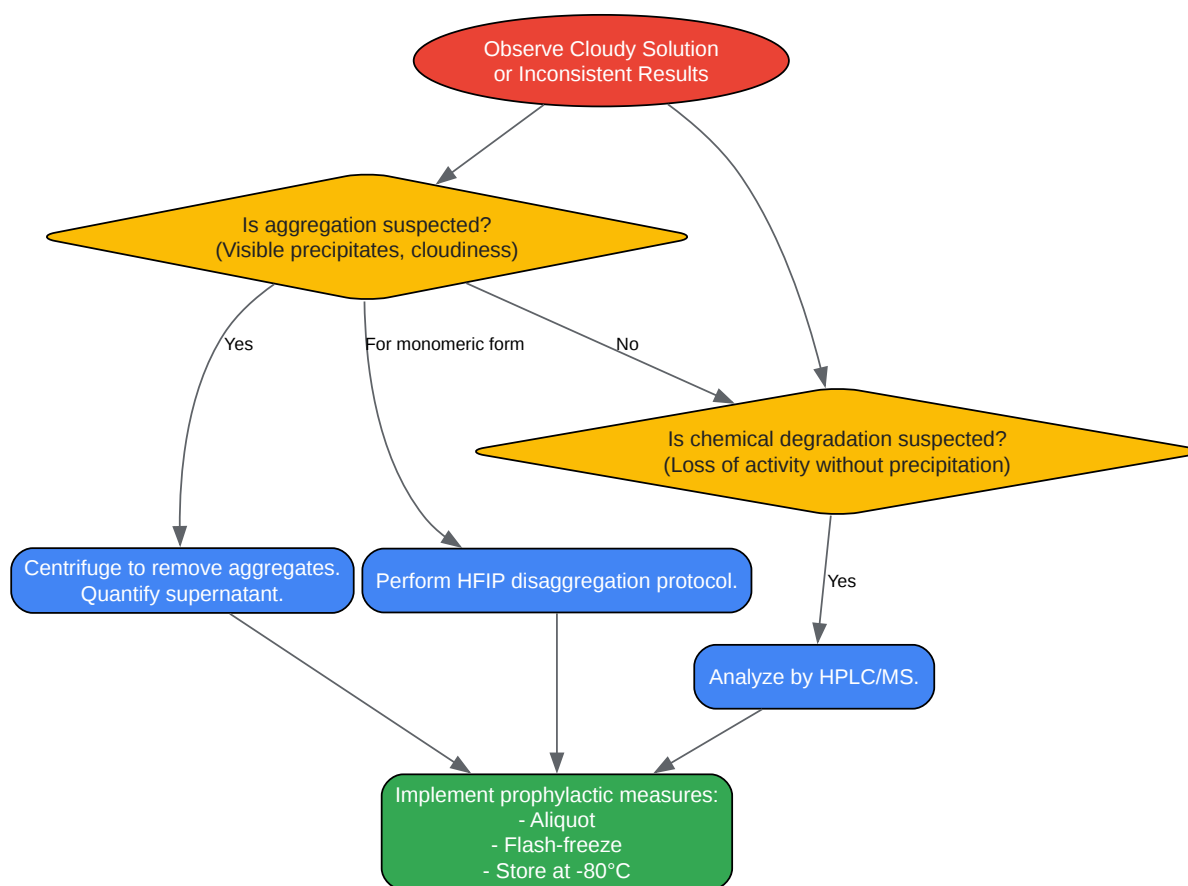 Observe Cloudy Solution
or Inconsistent Results
Is aggregation suspected?
(Visible precipitates, cloudiness)
Yes
For monomeric form
No
Is chemical degradation suspected?
(Loss of activity without precipitation)
Centrifuge to remove aggregates.
Quantify supernatant.
Perform HFIP disaggregation protocol.
Yes
Analyze by HPLC/MS.
Implement prophylactic measures:
- Aliquot
- Flash-freeze
- Store at -80°C